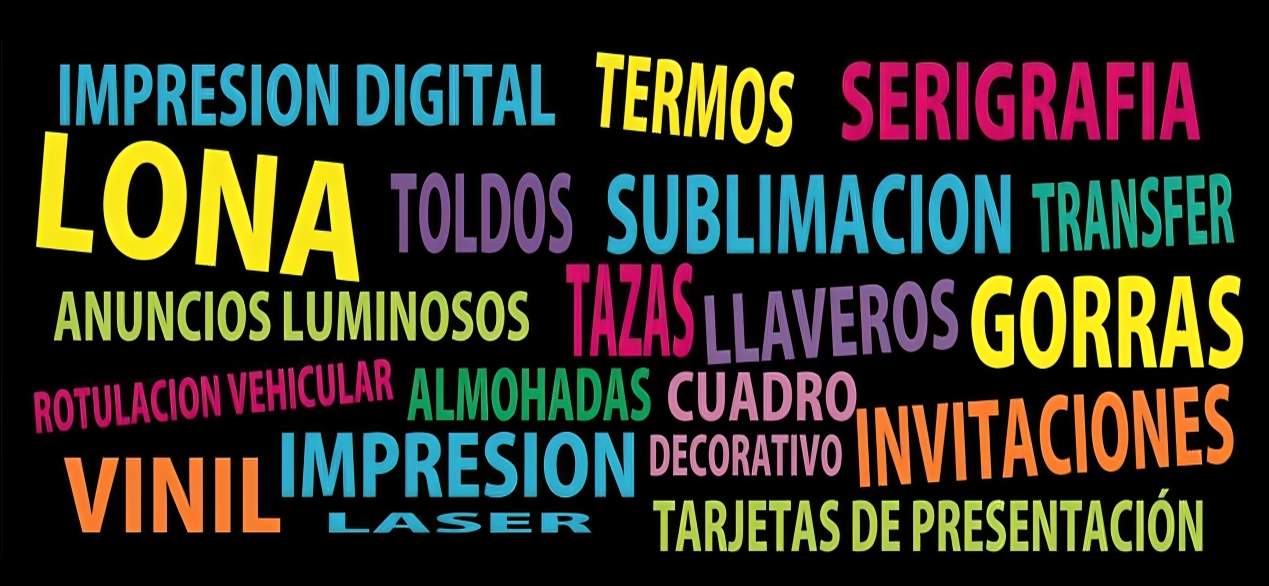 IMPRESION DIGITAL
TERMOS
SERIGRAFIA
LONA
TOLDOS
SUBLIMACION
TRANSFER
ANUNCIOS LUMINOSOS
TAZAS
LLAVEROS
GORRAS
ROTULACION VEHICULAR
ALMOHADAS
CUADRO
DECORATIVO
INVITACIONES
VINIL
IMPRESION
LASER
TARJETAS DE PRESENTACIÓN